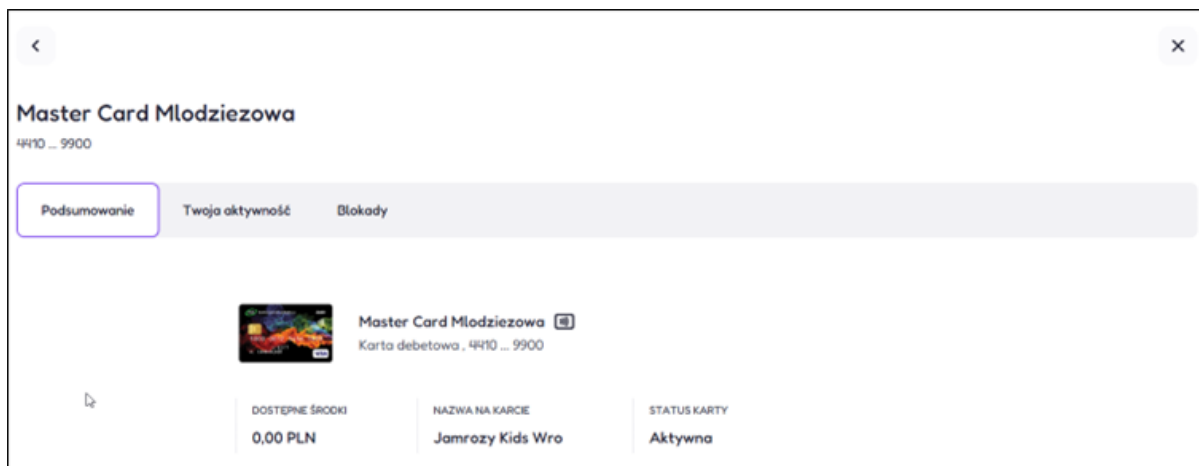 Master Card Mlodziezowa
4410 ... 9900
Podsumowanie Twoja aktywność Blokady
Master Card Mlodziezowa
Karta debetowa , 4410 ... 9900
DOSTĘPNE ŚRODKI NAZWA NA KARCIE STATUS KARTY
0,00 PLN Jamrozy Kids Wro Aktywna